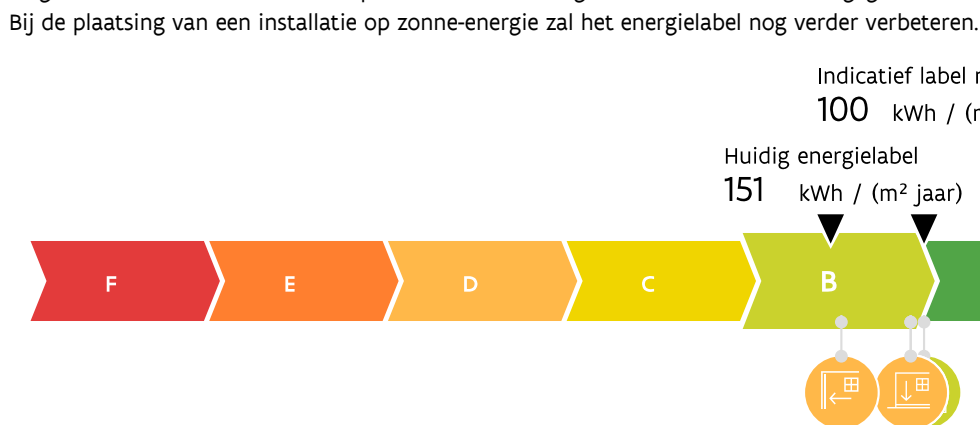 Bij de plaatsing van een installatie op zonne-energie zal het energielabel nog verder verbeteren.
Indicatief label
100 kWh / (
Huidig energielabel
151 kWh / (m² jaar)
F E D C B